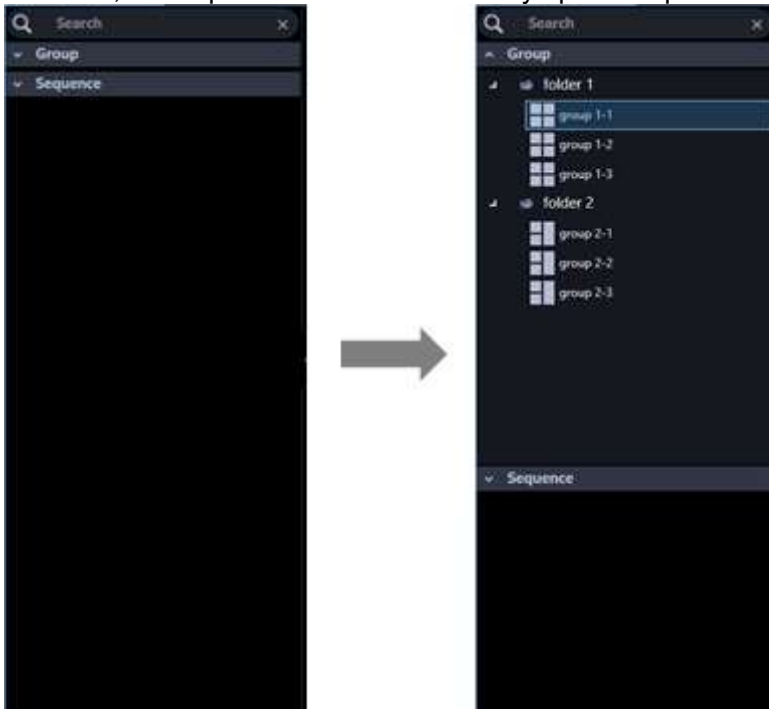 Search
Group
Sequence
Search
Group
folder 1
group 1-1
group 1-2
group 1-3
folder 2
group 2-1
group 2-2
group 2-3
Sequence